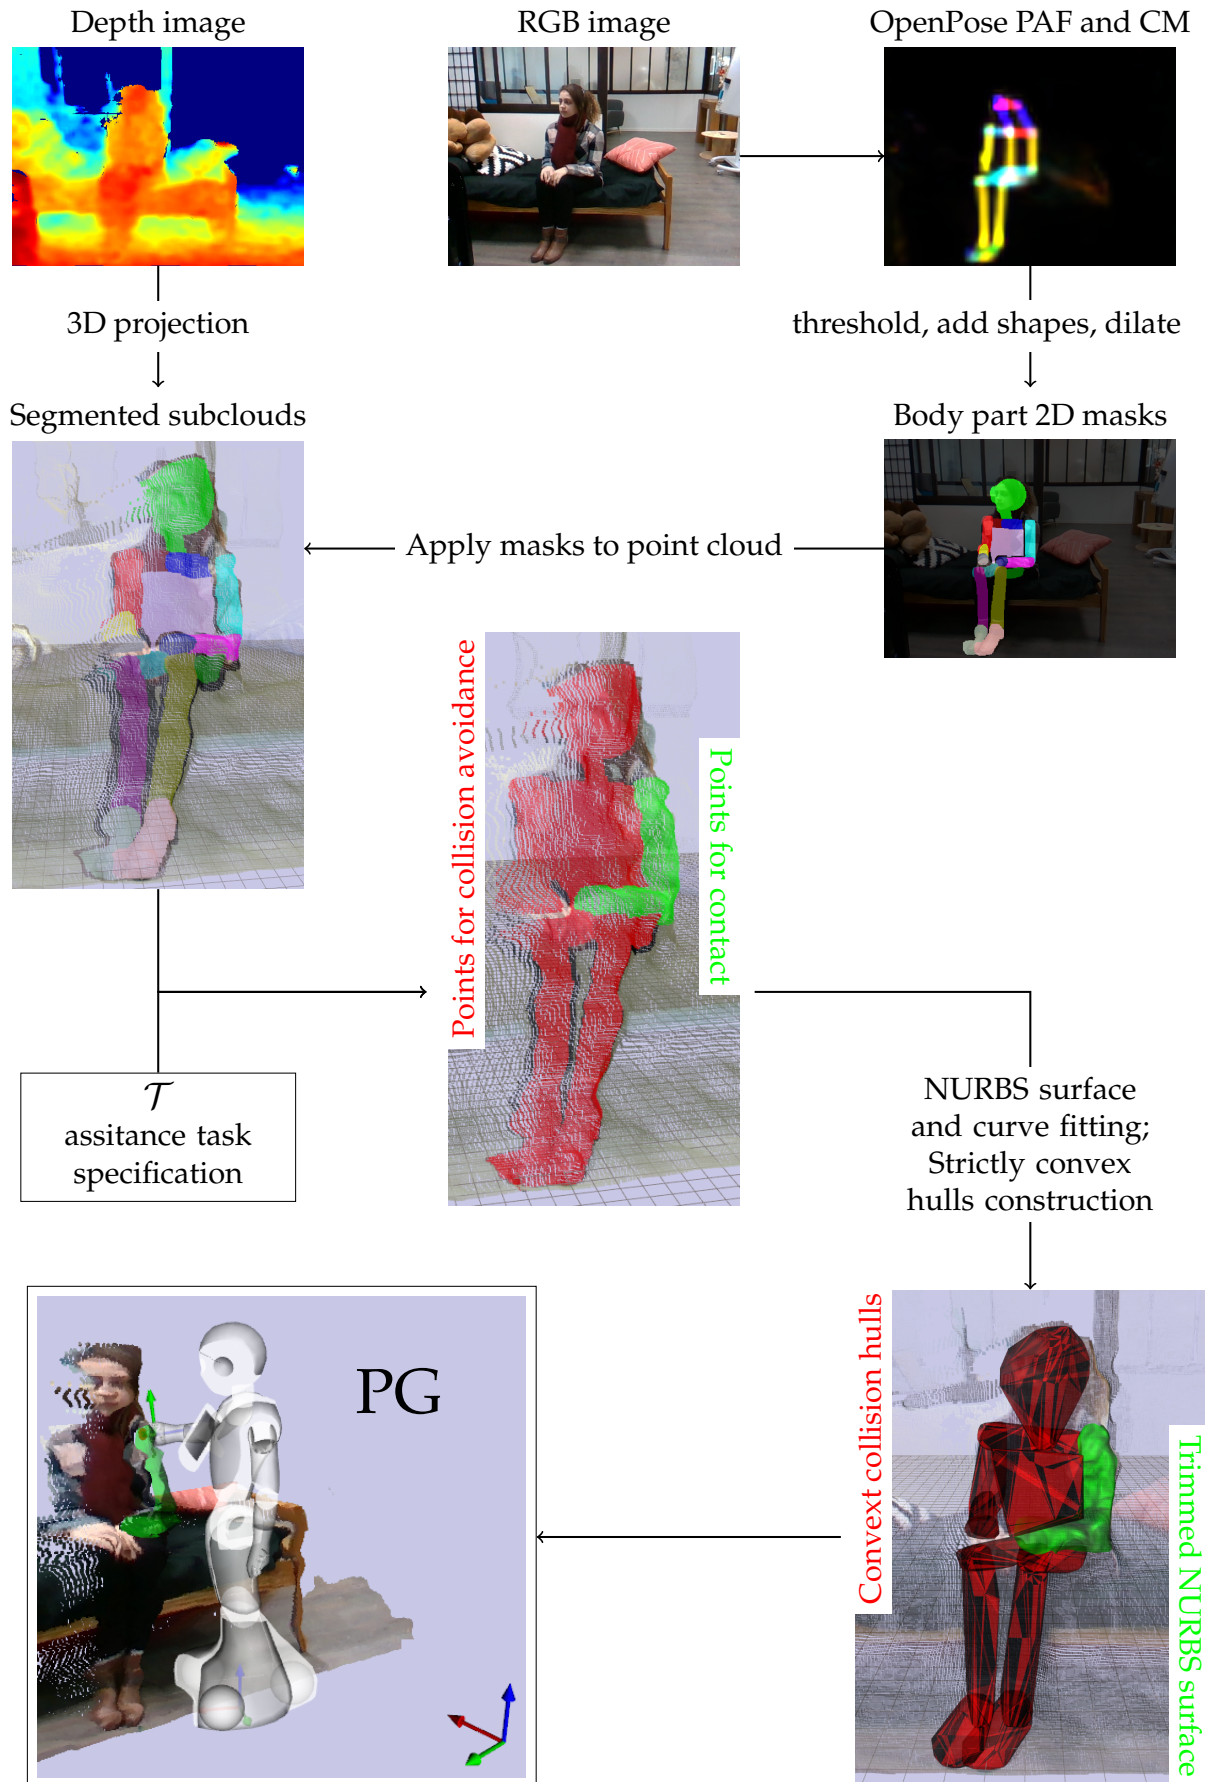 Depth image
RGB image
OpenPose PAF and CM
3D projection
threshold, add shapes, dilate
Segmented subclouds
Body part 2D masks
Apply masks to point cloud
Points for collision avoidance
Points for contact
𝒯
assitance task
specification
NURBS surface
and curve fitting;
Strictly convex
hulls construction
PG
Convext collision hulls
Trimmed NURBS surface